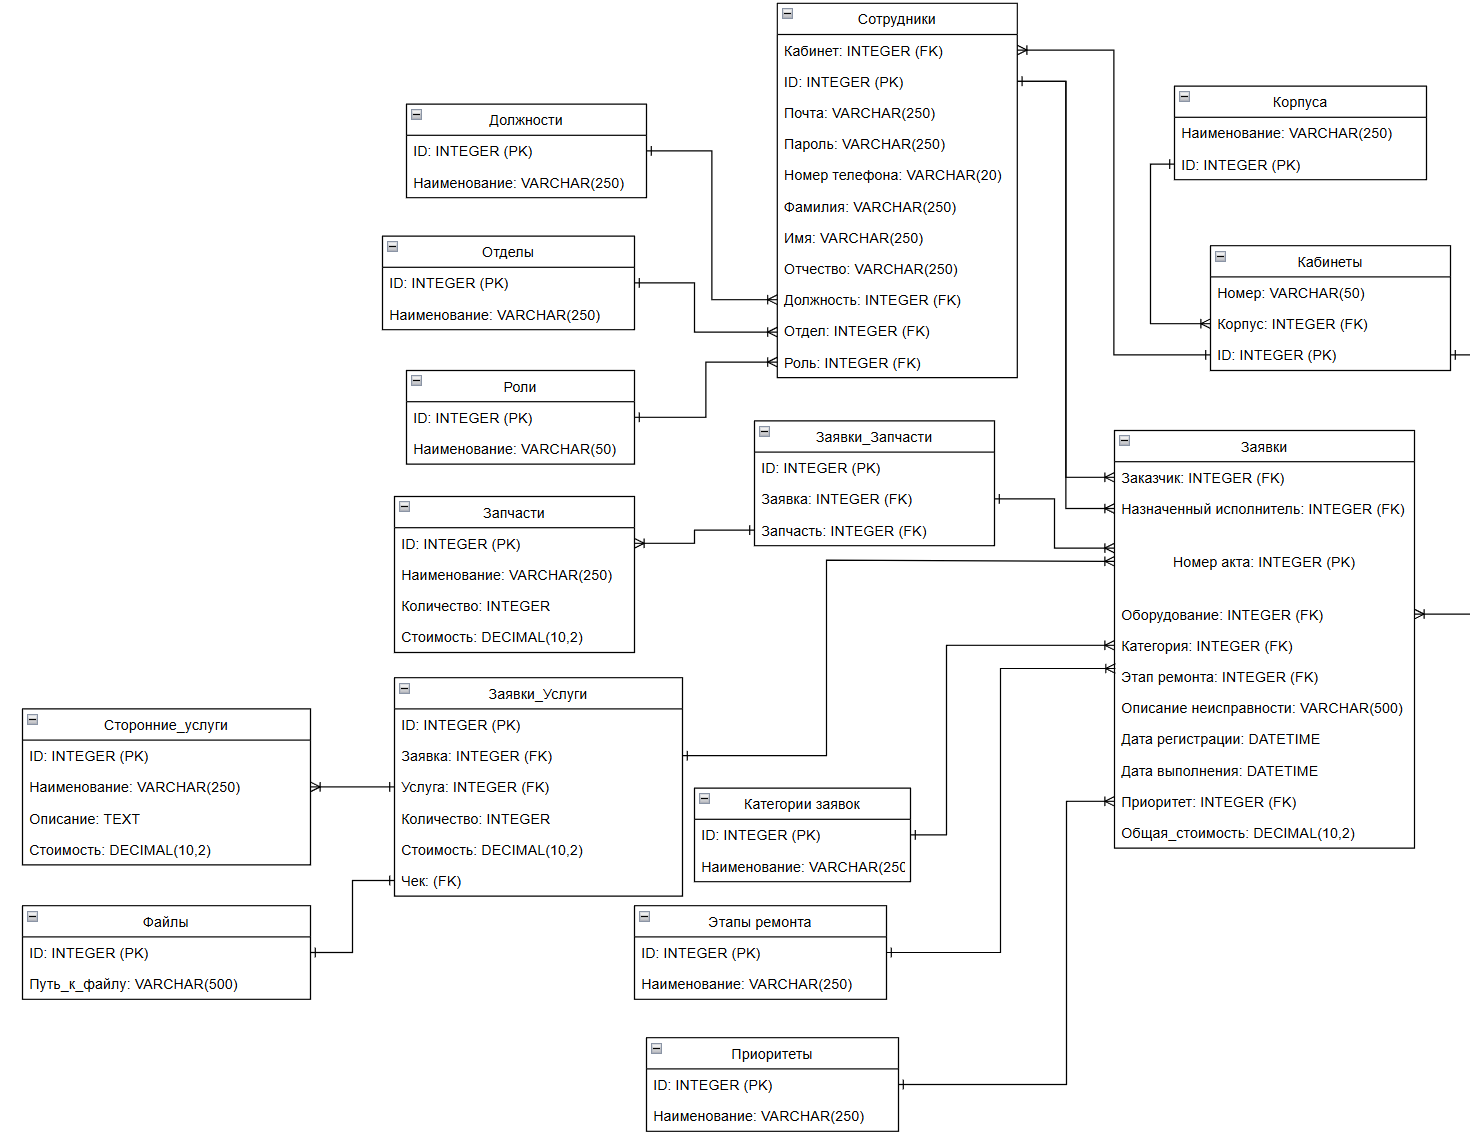 Сотрудники
Кабинет: INTEGER (FK)
ID: INTEGER (PK)
Почта: VARCHAR(250)
Пароль: VARCHAR(250)
Номер телефона: VARCHAR(20)
Фамилия: VARCHAR(250)
Имя: VARCHAR(250)
Отчество: VARCHAR(250)
Должность: INTEGER (FK)
Отдел: INTEGER (FK)
Роль: INTEGER (FK)
Должности
ID: INTEGER (PK)
Наименование: VARCHAR(250)
Отделы
ID: INTEGER (PK)
Наименование: VARCHAR(250)
Роли
ID: INTEGER (PK)
Наименование: VARCHAR(50)
Корпуса
Наименование: VARCHAR(250)
ID: INTEGER (PK)
Кабинеты
Номер: VARCHAR(50)
Корпус: INTEGER (FK)
ID: INTEGER (PK)
Заявки_Запчасти
ID: INTEGER (PK)
Заявка: INTEGER (FK)
Запчасть: INTEGER (FK)
Запчасти
ID: INTEGER (PK)
Наименование: VARCHAR(250)
Количество: INTEGER
Стоимость: DECIMAL(10,2)
Заявки
Заказчик: INTEGER (FK)
Назначенный исполнитель: INTEGER (FK)
Номер акта: INTEGER (PK)
Оборудование: INTEGER (FK)
Категория: INTEGER (FK)
Этап ремонта: INTEGER (FK)
Описание неисправности: VARCHAR(500)
Дата регистрации: DATETIME
Дата выполнения: DATETIME
Приоритет: INTEGER (FK)
Общая_стоимость: DECIMAL(10,2)
Заявки_Услуги
ID: INTEGER (PK)
Заявка: INTEGER (FK)
Услуга: INTEGER (FK)
Количество: INTEGER
Стоимость: DECIMAL(10,2)
Чек: (FK)
Сторонние_услуги
ID: INTEGER (PK)
Наименование: VARCHAR(250)
Описание: TEXT
Стоимость: DECIMAL(10,2)
Категории заявок
ID: INTEGER (PK)
Наименование: VARCHAR(250
Файлы
ID: INTEGER (PK)
Путь_к_файлу: VARCHAR(500)
Этапы ремонта
ID: INTEGER (PK)
Наименование: VARCHAR(250)
Приоритеты
ID: INTEGER (PK)
Наименование: VARCHAR(250)